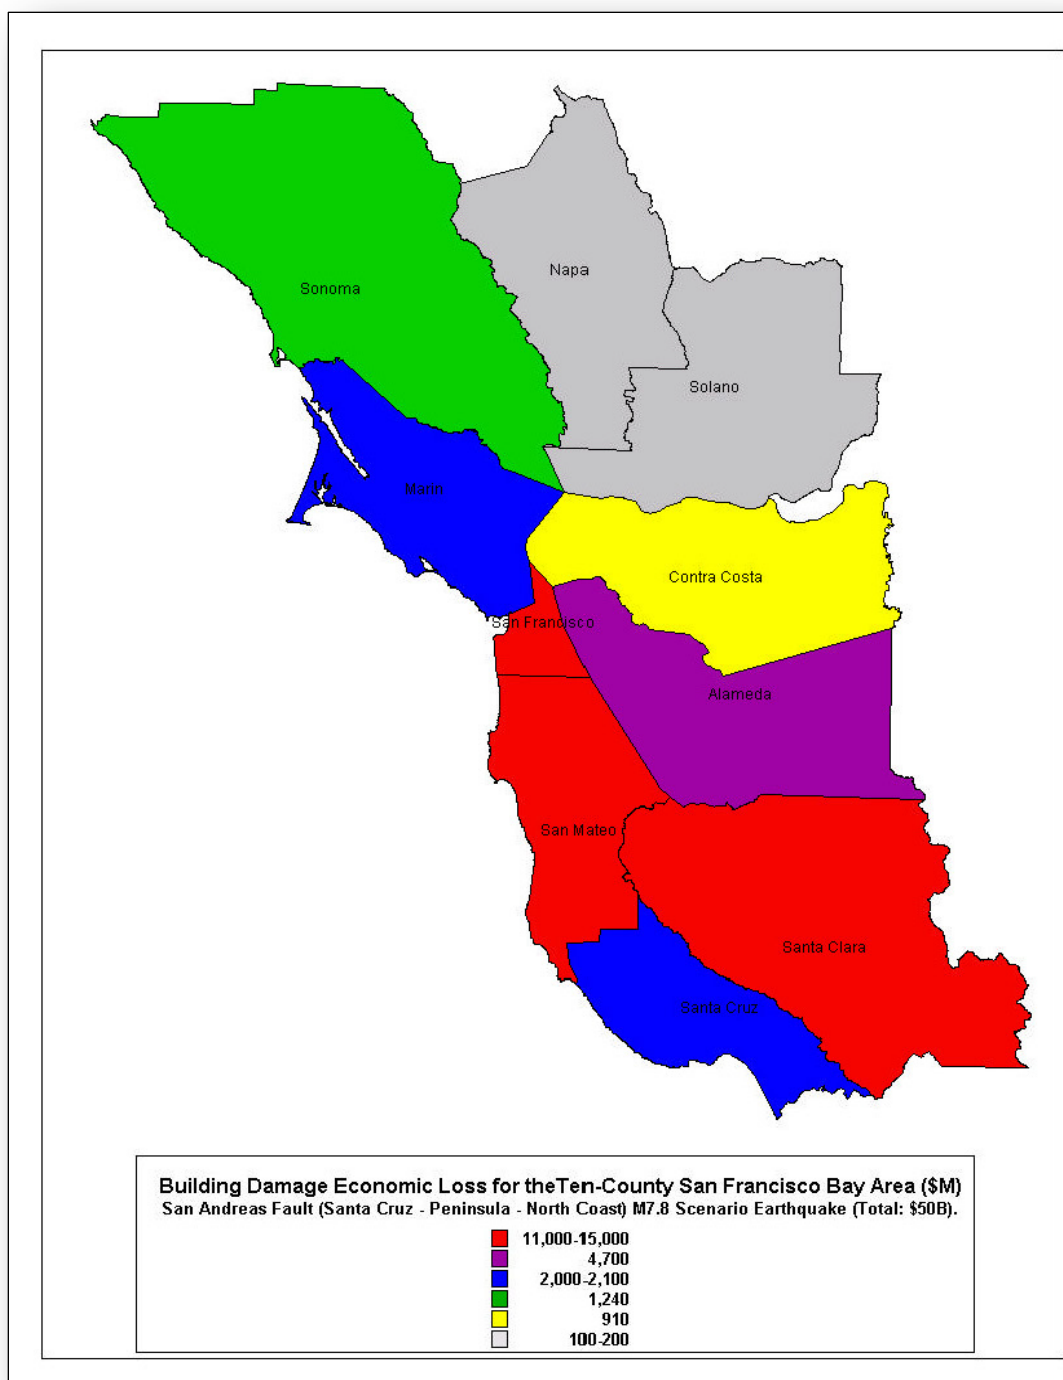 Napa
Sonoma
Solano
Marin
Contra Costa
San Francisco
Alameda
San Mateo
Santa Clara
Santa Cruz
Building Damage Economic Loss for theTen-County San Francisco Bay Area ($M)
San Andreas Fault (Santa Cruz - Peninsula - North Coast) M7.8 Scenario Earthquake (Total: $50B).
11,000-15,000
4,700
2,000-2,100
1,240
910
100-200